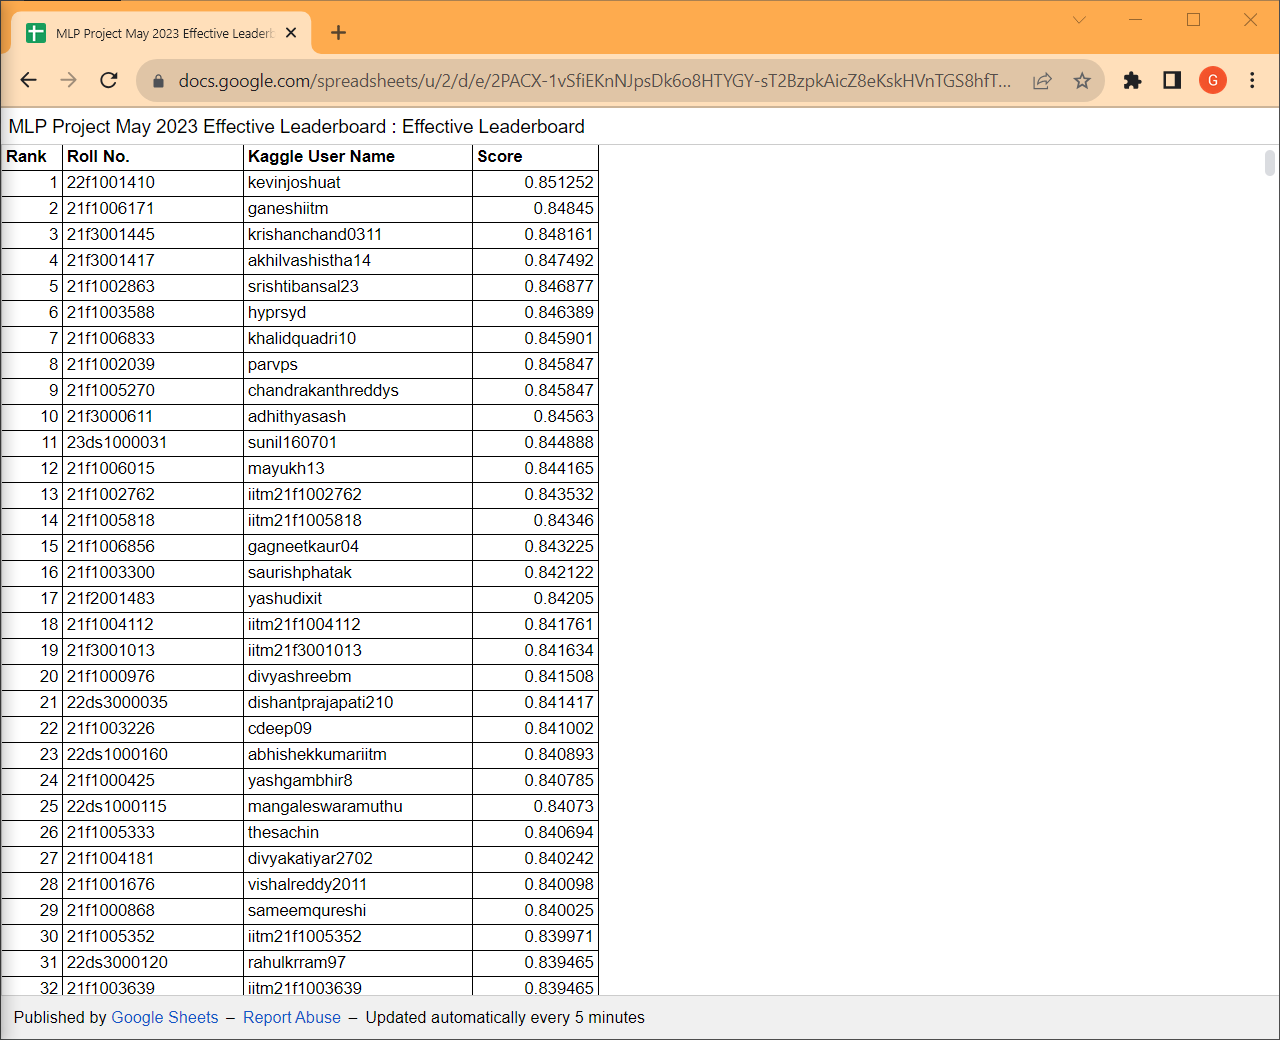 MLP Project May 2023 Effective Leaderb
docs.google.com/spreadsheets/u/2/d/e/2PACX-1vSfiEKnNJpsDk6o8HTYGY-sT2BzpkAicZ8eKskHVnTGS8hfT... G
MLP Project May 2023 Effective Leaderboard : Effective Leaderboard
Rank Roll No. Kaggle User Name Score
1 22f1001410 kevinjoshuat 0.851252
2 21f1006171 ganeshiitm 0.84845
3 21f3001445 krishanchand0311 0.848161
4 21f3001417 akhilvashistha14 0.847492
5 21f1002863 srishtibansal23 0.846877
6 21f1003588 hyprsyd 0.846389
7 21f1006833 khalidquadri10 0.845901
8 21f1002039 parvps 0.845847
9 21f1005270 chandrakanthreddys 0.845847
10 21f3000611 adhithyasash 0.84563
11 23ds1000031 sunil160701 0.844888
12 21f1006015 mayukh13 0.844165
13 21f1002762 iitm21f1002762 0.843532
14 21f1005818 iitm21f1005818 0.84346
15 21f1006856 gagneetkaur04 0.843225
16 21f1003300 saurishphatak 0.842122
17 21f2001483 yashudixit 0.84205
18 21f1004112 iitm21f1004112 0.841761
19 21f3001013 iitm21f3001013 0.841634
20 21f1000976 divyashreebm 0.841508
21 22ds3000035 dishantprajapati210 0.841417
22 21f1003226 cdeep09 0.841002
23 22ds1000160 abhishekkumariitm 0.840893
24 21f1000425 yashgambhir8 0.840785
25 22ds1000115 mangaleswaramuthu 0.84073
26 21f1005333 thesachin 0.840694
27 21f1004181 divyakatiyar2702 0.840242
28 21f1001676 vishalreddy2011 0.840098
29 21f1000868 sameemqureshi 0.840025
30 21f1005352 iitm21f1005352 0.839971
31 22ds3000120 rahulkrram97 0.839465
32 21f1003639 iitm21f1003639 0.839465
Published by Google Sheets – Report Abuse – Updated automatically every 5 minutes